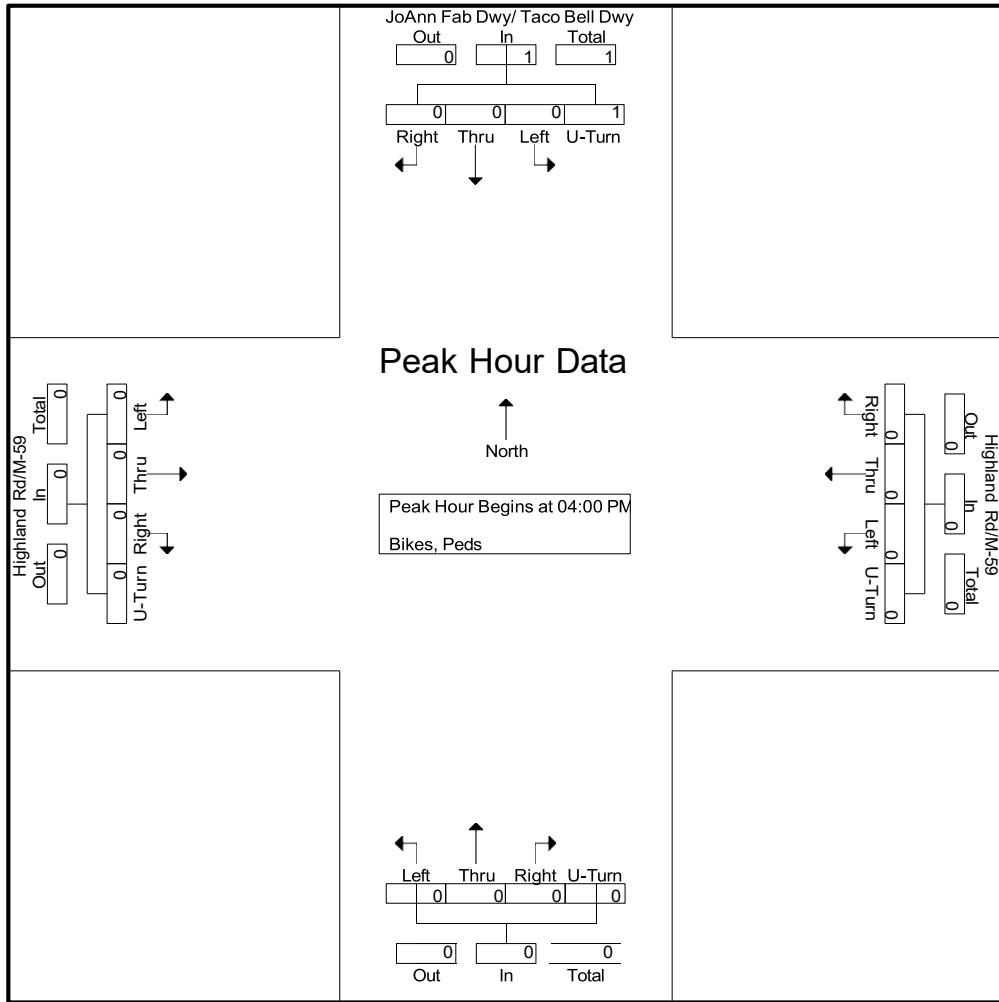 JoAnn Fab Dwy/ Taco Bell Dwy
Out In Total
0 1 1
0 0 0 1
Right Thru Left U-Turn
Peak Hour Data
North
Peak Hour Begins at 04:00 PM
Bikes, Peds
Highland Rd/M-59
Out In Total
0 0 0
0 0 0 0
U-Turn Right Thru Left
Highland Rd/M-59
Out In Total
0 0 0
0 0 0 0
Right Thru Left U-Turn
Left Thru Right U-Turn
0 0 0 0
0 0 0
Out In Total